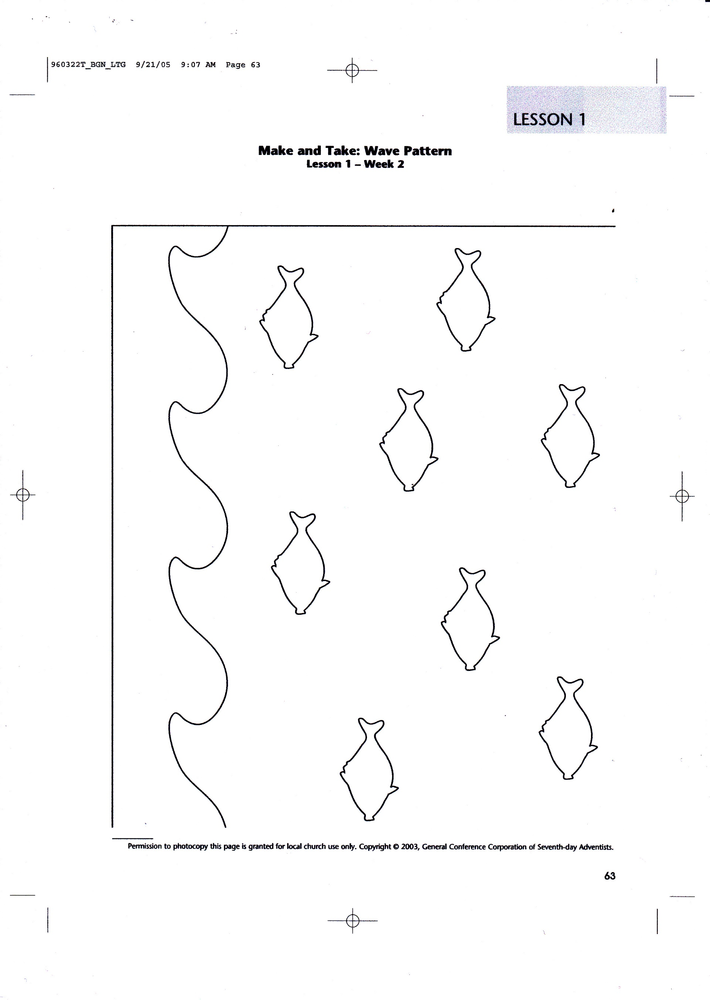 960322T_BGN_LTG 9/21/05 9:07 AM Page 63
LESSON 1
Make and Take: Wave Pattern
Lesson 1 – Week 2
Permission to photocopy this page is granted for local church use only. Copyright © 2003, General Conference Corporation of Seventh-day Adventists.
63